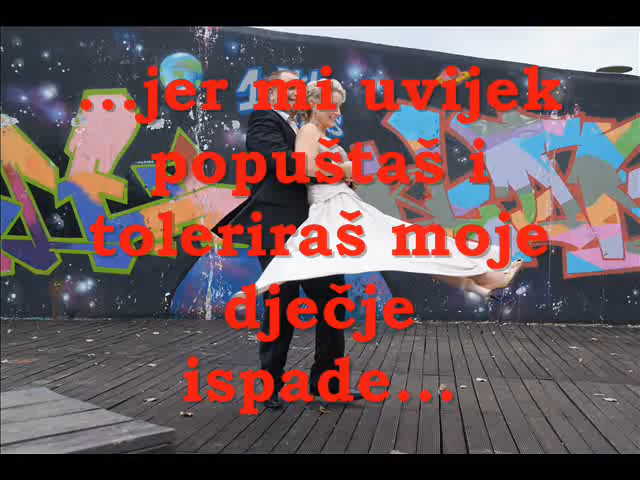 ...jer mi uvijek
popuštaš i
toleriraš moje
dječje
ispade...